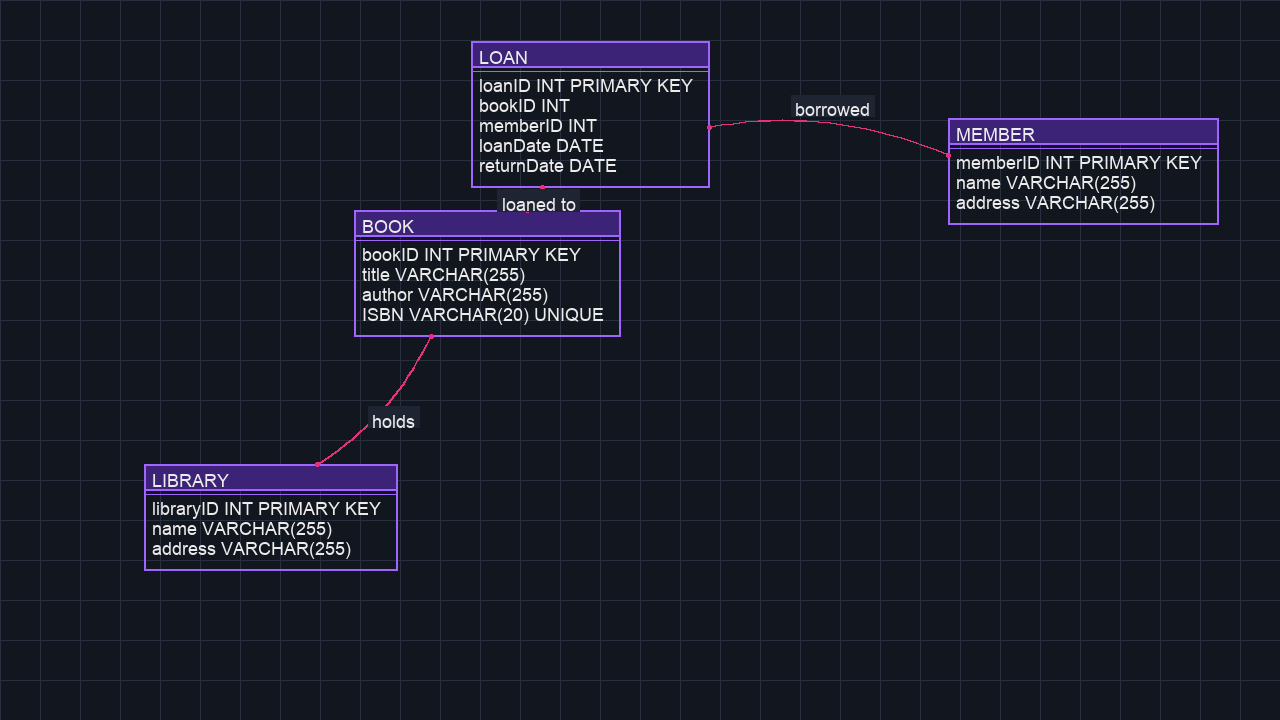 LOAN
loanID INT PRIMARY KEY
bookID INT
memberID INT
loanDate DATE
returnDate DATE
borrowed
MEMBER
memberID INT PRIMARY KEY
name VARCHAR(255)
address VARCHAR(255)
loaned to
BOOK
bookID INT PRIMARY KEY
title VARCHAR(255)
author VARCHAR(255)
ISBN VARCHAR(20) UNIQUE
holds
LIBRARY
libraryID INT PRIMARY KEY
name VARCHAR(255)
address VARCHAR(255)